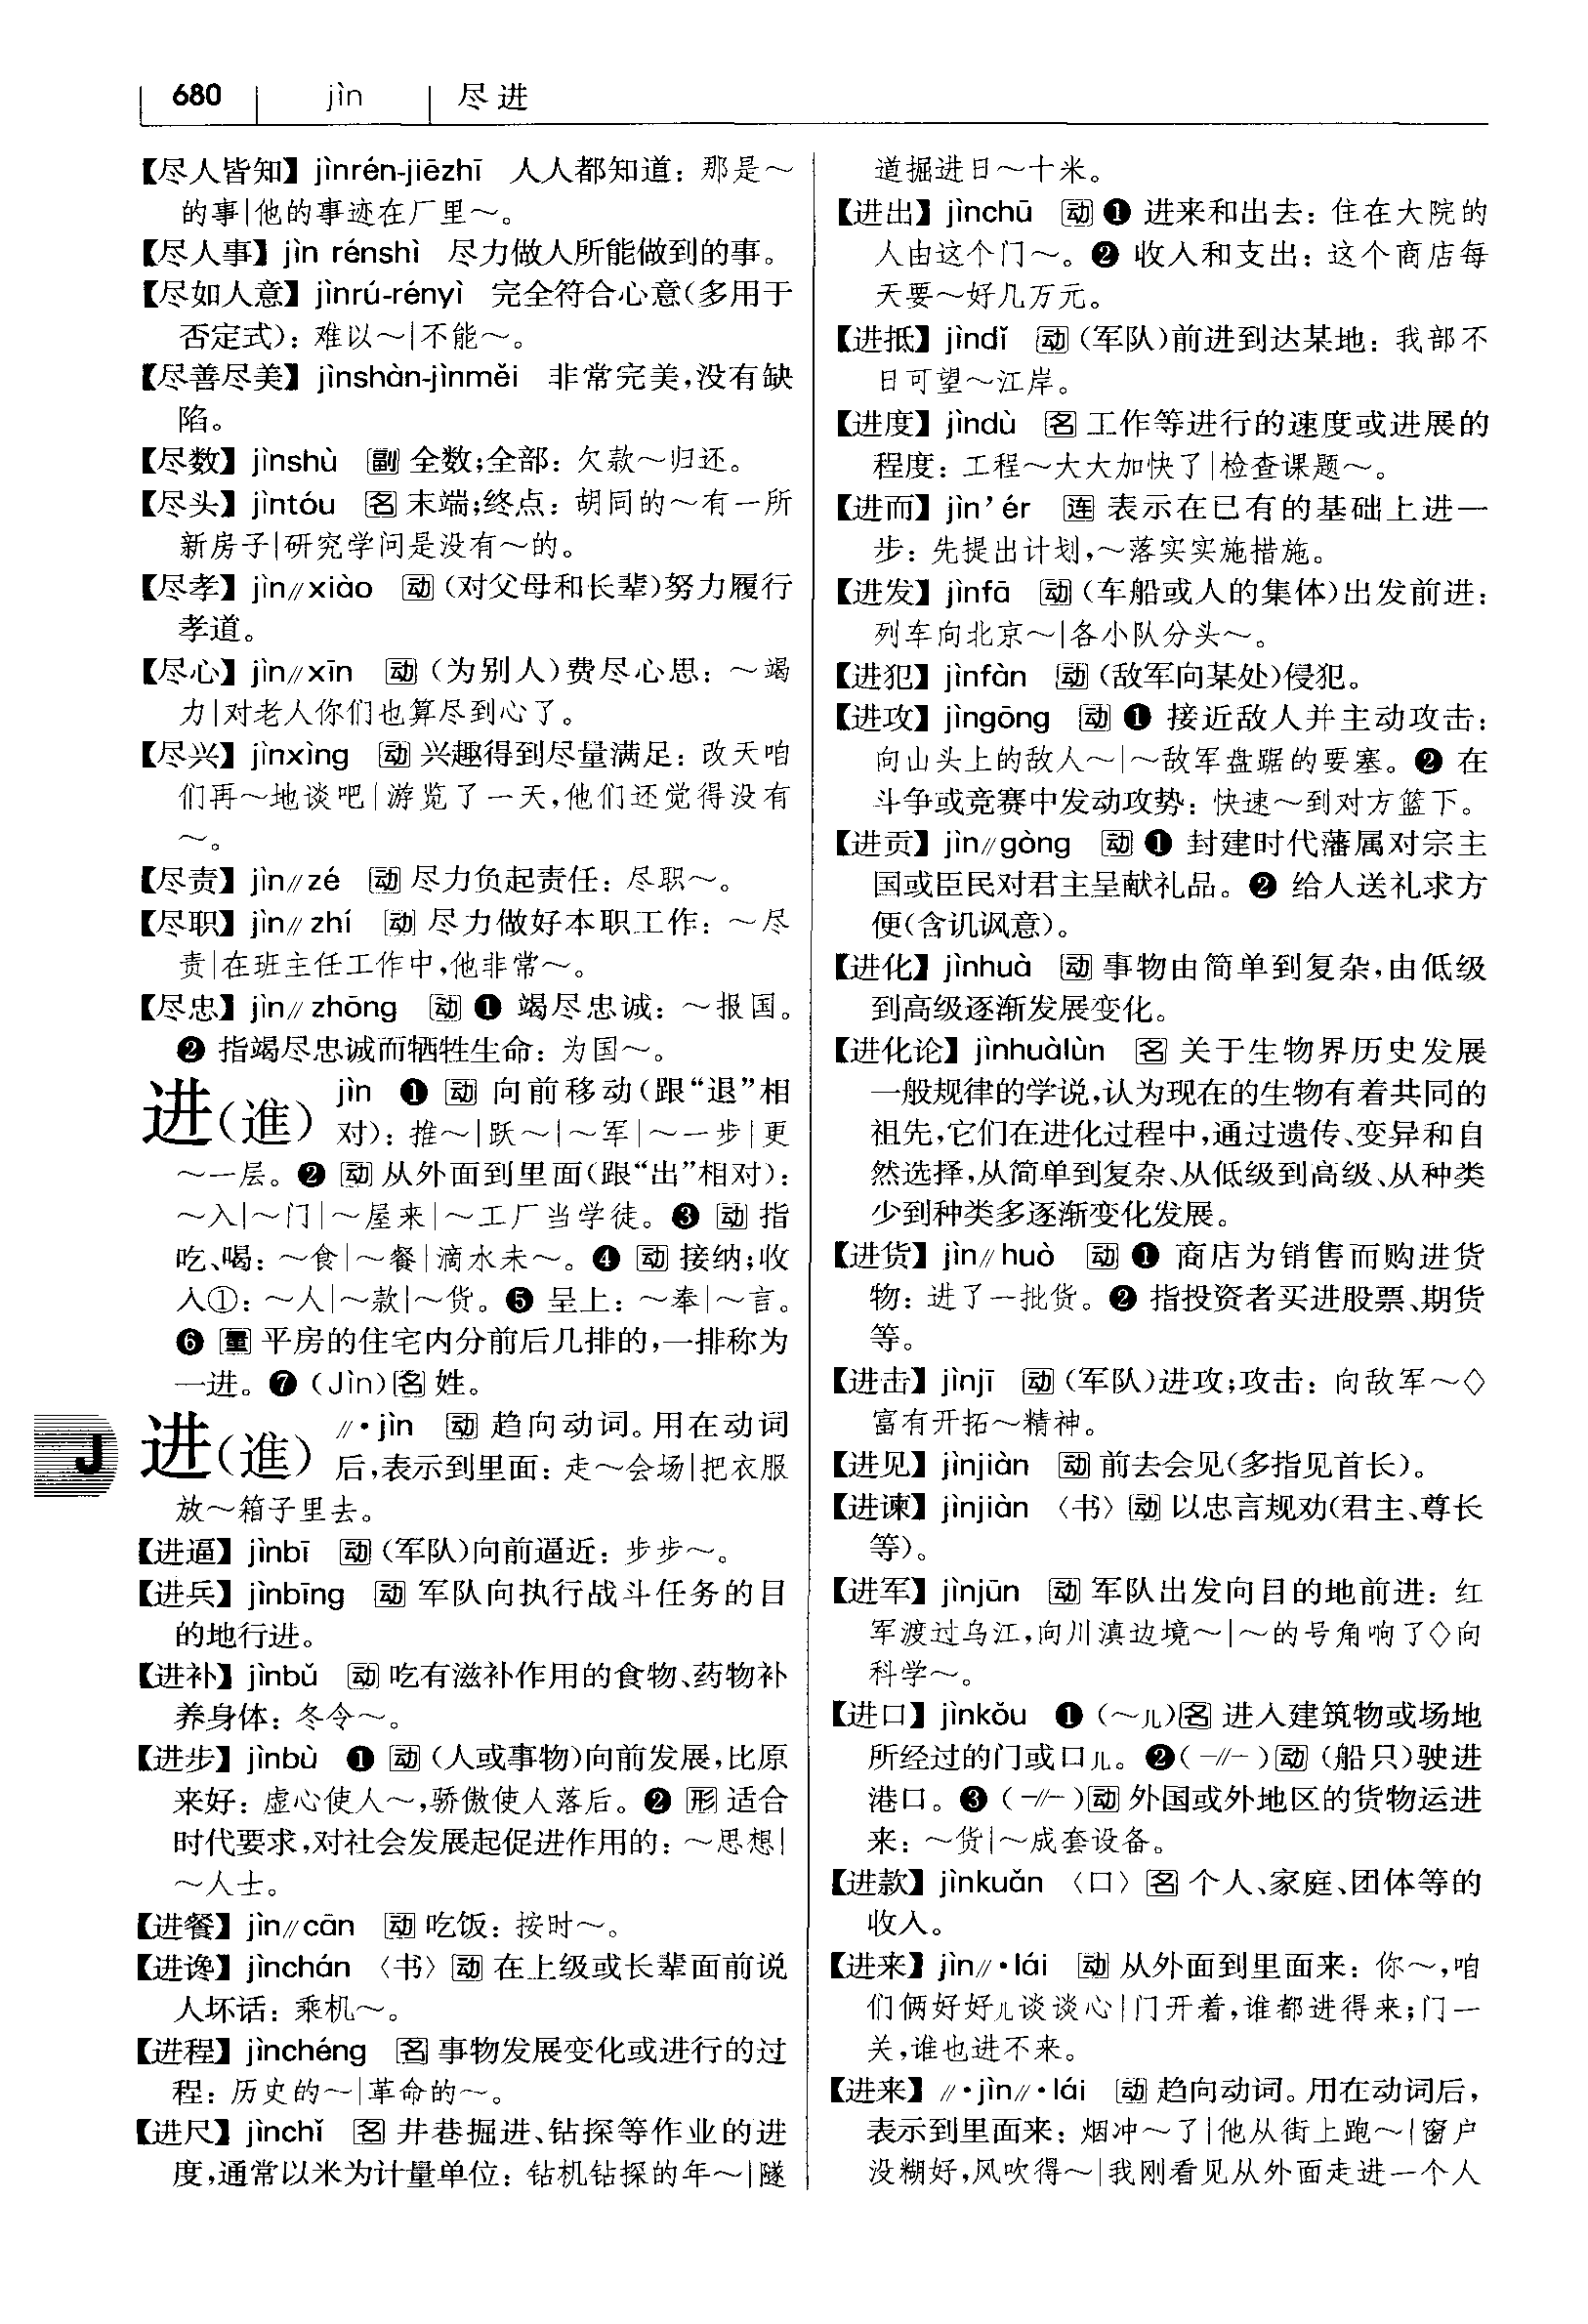 680 jìn 尽进
【尽人皆知】jìnrén-jiēzhī 人人都知道：那是～
的事|他的事迹在厂里～。
【尽人事】jìn rénshì 尽力做人所能做到的事。
【尽如人意】jìnrú-rényì 完全符合心意(多用于
否定式)：难以～|不能～。
【尽善尽美】jìnshàn-jìnměi 非常完美,没有缺
陷。
【尽数】jìnshù 副 全数;全部：欠款～归还。
【尽头】jìntóu 名 末端;终点：胡同的～有一所
新房子|研究学问是没有～的。
【尽孝】jìn//xiào 动 (对父母和长辈)努力履行
孝道。
【尽心】jìn//xīn 动 (为别人)费尽心思：～竭
力|对老人你们也算尽到心了。
【尽兴】jìnxìng 动 兴趣得到尽量满足：改天咱
们再～地谈吧|游览了一天,他们还觉得没有
～。
【尽责】jìn//zé 动 尽力负起责任：尽职～。
【尽职】jìn//zhí 动 尽力做好本职工作：～尽
责|在班主任工作中,他非常～。
【尽忠】jìn//zhōng 动 ❶ 竭尽忠诚：～报国。
❷ 指竭尽忠诚而牺牲生命：为国～。
进(進) jìn ❶ 动 向前移动(跟“退”相
对)：推～|跃～|～军|～一步|更
～一层。❷ 动 从外面到里面(跟“出”相对)：
～入|～门|～屋来|～工厂当学徒。❸ 动 指
吃、喝：～食|～餐|滴水未～。❹ 动 接纳;收
入①：～人|～款|～货。❺ 呈上：～奉|～言。
❻ 量 平房的住宅内分前后几排的,一排称为
一进。❼ (Jìn)名 姓。
进(進) //•jìn 动 趋向动词。用在动词
后,表示到里面：走～会场|把衣服
放～箱子里去。
J
【进逼】jìnbī 动 (军队)向前逼近：步步～。
【进兵】jìnbīng 动 军队向执行战斗任务的目
的地行进。
【进补】jìnbǔ 动 吃有滋补作用的食物、药物补
养身体：冬令～。
【进步】jìnbù ❶ 动 (人或事物)向前发展,比原
来好：虚心使人～,骄傲使人落后。❷ 形 适合
时代要求,对社会发展起促进作用的：～思想|
～人士。
【进餐】jìn//cān 动 吃饭：按时～。
【进谗】jìnchán 〈书〉动 在上级或长辈面前说
人坏话：乘机～。
【进程】jìnchéng 名 事物发展变化或进行的过
程：历史的～|革命的～。
【进尺】jìnchǐ 名 井巷掘进、钻探等作业的进
度,通常以米为计量单位：钻机钻探的年～|隧
道掘进日～十米。
【进出】jìnchū 动 ❶ 进来和出去：住在大院的
人由这个门～。❷ 收入和支出：这个商店每
天要～好几万元。
【进抵】jìndǐ 动 (军队)前进到达某地：我部不
日可望～江岸。
【进度】jìndù 名 工作等进行的速度或进展的
程度：工程～大大加快了|检查课题～。
【进而】jìn’ér 连 表示在已有的基础上进一
步：先提出计划,～落实实施措施。
【进发】jìnfā 动 (车船或人的集体)出发前进：
列车向北京～|各小队分头～。
【进犯】jìnfàn 动 (敌军向某处)侵犯。
【进攻】jìngōng 动 ❶ 接近敌人并主动攻击：
向山头上的敌人～|～敌军盘踞的要塞。❷ 在
斗争或竞赛中发动攻势：快速～到对方篮下。
【进贡】jìn//gòng 动 ❶ 封建时代藩属对宗主
国或臣民对君主呈献礼品。❷ 给人送礼求方
便(含讥讽意)。
【进化】jìnhuà 动 事物由简单到复杂,由低级
到高级逐渐发展变化。
【进化论】jìnhuàlùn 名 关于生物界历史发展
一般规律的学说,认为现在的生物有着共同的
祖先,它们在进化过程中,通过遗传、变异和自
然选择,从简单到复杂、从低级到高级、从种类
少到种类多逐渐变化发展。
【进货】jìn//huò 动 ❶ 商店为销售而购进货
物：进了一批货。❷ 指投资者买进股票、期货
等。
【进击】jìnjī 动 (军队)进攻;攻击：向敌军～◇
富有开拓～精神。
【进见】jìnjiàn 动 前去会见(多指见首长)。
【进谏】jìnjiàn 〈书〉动 以忠言规劝(君主、尊长
等)。
【进军】jìnjūn 动 军队出发向目的地前进：红
军渡过乌江,向川滇边境～|～的号角响了◇向
科学～。
【进口】jìnkǒu ❶ (～儿)名 进入建筑物或场地
所经过的门或口儿。❷(-//-)动 (船只)驶进
港口。❸ (-//-)动 外国或外地区的货物运进
来：～货|～成套设备。
【进款】jìnkuǎn 〈口〉名 个人、家庭、团体等的
收入。
【进来】jìn//•lái 动 从外面到里面来：你～,咱
们俩好好儿谈谈心|门开着,谁都进得来;门一
关,谁也进不来。
【进来】//•jìn//•lái 动 趋向动词。用在动词后,
表示到里面来：烟冲～了|他从街上跑～|窗户
没糊好,风吹得～|我刚看见从外面走进一个人